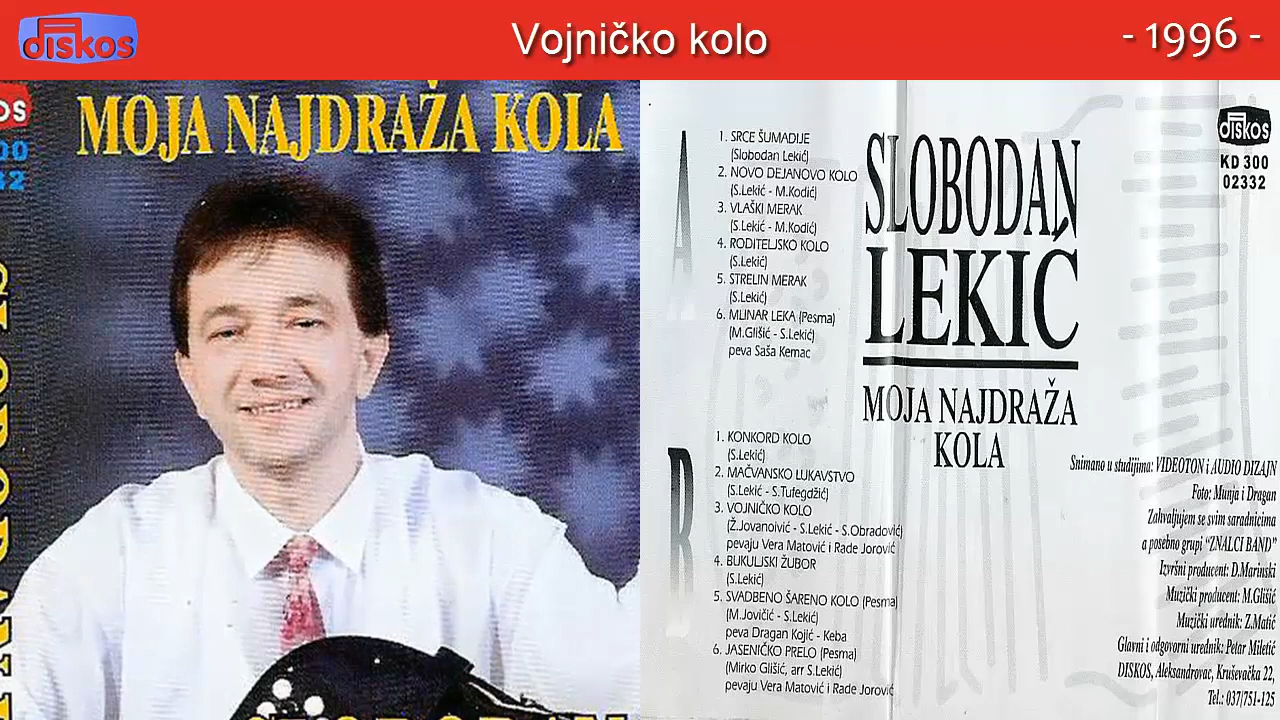 diskos
Vojničko kolo
- 1996 -
MOJA NAJDRAŽA KOLA
A
1. SRCE ŠUMADIJE
(Slobodan Lekić)
2. NOVO DEJANOVO KOLO
(S.Lekić - M.Kodić)
3. VLAŠKI MERAK
(S.Lekić - M.Kodić)
4. RODITELJSKO KOLO
(S.Lekić)
5. STRELIN MERAK
(S.Lekić)
6. MLINAR LEKA (Pesma)
(M.Glišić - S.Lekić)
peva Saša Kernac
B
1. KONKORD KOLO
(S.Lekić)
2. MAČVANSKO LUKAVSTVO
(S.Lekić - S.Tufegdžić)
3. VOJNIČKO KOLO
(Ž.Jovanoivić - S.Lekić - S.Obradović)
pevaju Vera Matović i Rade Jorović
4. BUKULJSKI ŽUBOR
(S.Lekić)
5. SVADBENO ŠARENO KOLO (Pesma)
(M.Jovičić - S.Lekić)
peva Dragan Kojić - Keba
6. JASENIČKO PRELO (Pesma)
(Mirko Glišić, arr S.Lekić)
pevaju Vera Matović i Rade Jorović
SLOBODAN
LEKIĆ
MOJA NAJDRAŽA
KOLA
diskos
KD 300
02332
Snimano u studijima: VIDEOTON i AUDIO DIZAJN
Foto: Munja i Dragan
Zahvaljujem se svim saradnicima
a posebno grupi "ZNALCI BAND"
Izvršni producent: D.Marinski
Muzički producent: M.Glišić
Muzički urednik: Z.Matić
Glavni i odgovorni urednik: Petar Miletić
DISKOS, Aleksandrovac, Kruševačka 22,
Tel.: 037/751-125